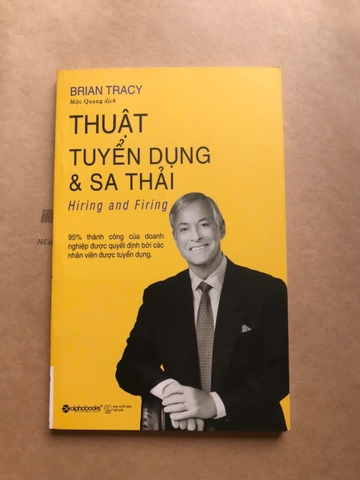 BRIAN TRACY
Mộc Quang dịch
THUẬT
TUYỂN DỤNG
& SA THẢI
Hiring and Firing
95% thành công của doanh
nghiệp được quyết định bởi các
nhân viên được tuyển dụng.
alphabooks